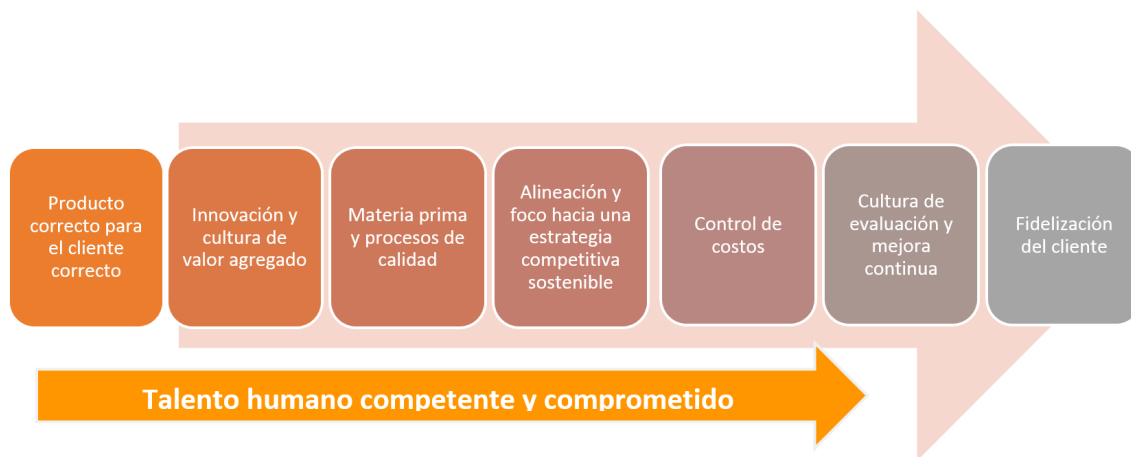 Producto
correcto para
el cliente
correcto
Innovación y
cultura de
valor agregado
Materia prima
y procesos de
calidad
Alineación y
foco hacia una
estrategia
competitiva
sostenible
Control de
costos
Cultura de
evaluación y
mejora
continua
Fidelización
del cliente
Talento humano competente y comprometido